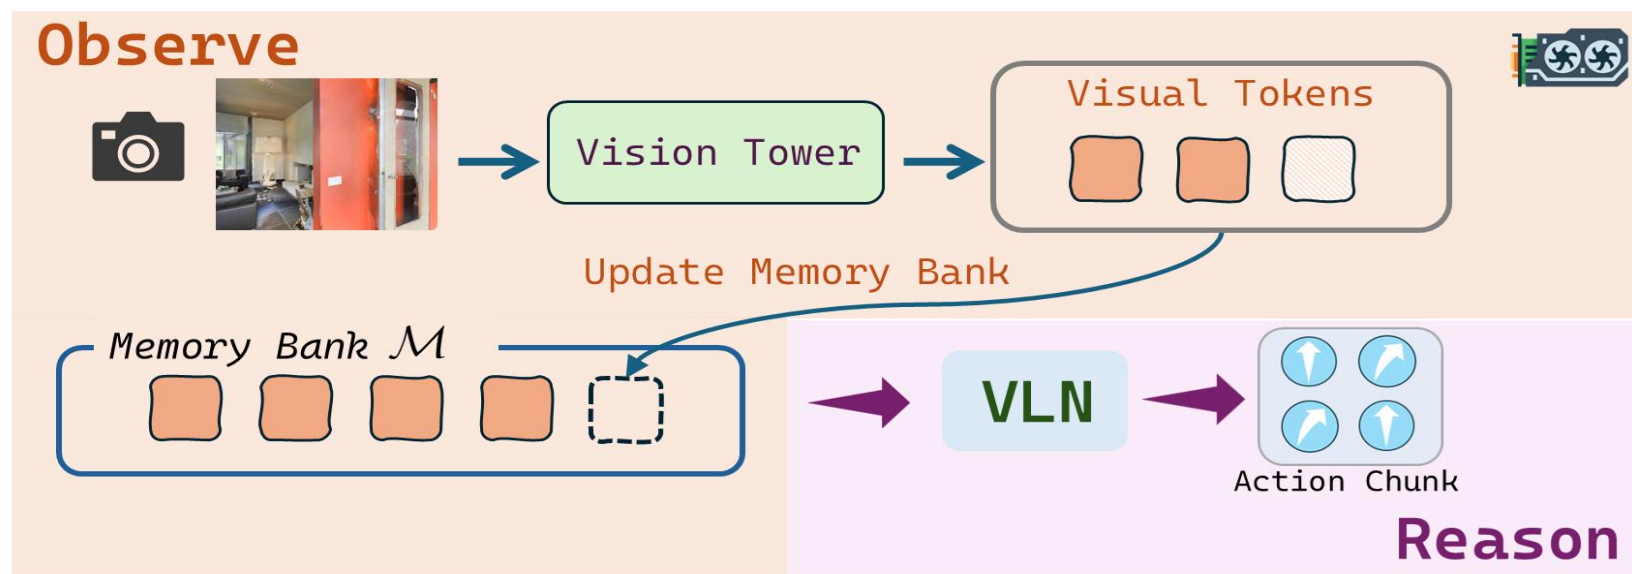 Observe
Vision Tower
Visual Tokens
Update Memory Bank
Memory Bank ℳ
VLN
Action Chunk
Reason